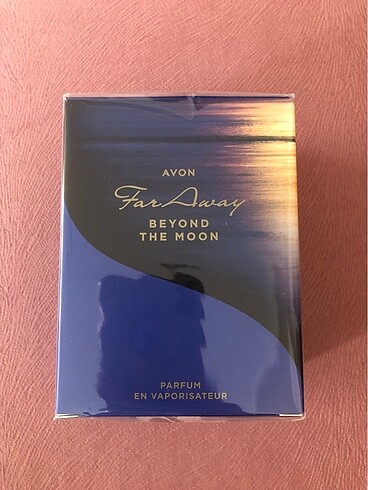 AVON
Far Away
BEYOND
THE MOON
PARFUM
EN VAPORISATEUR